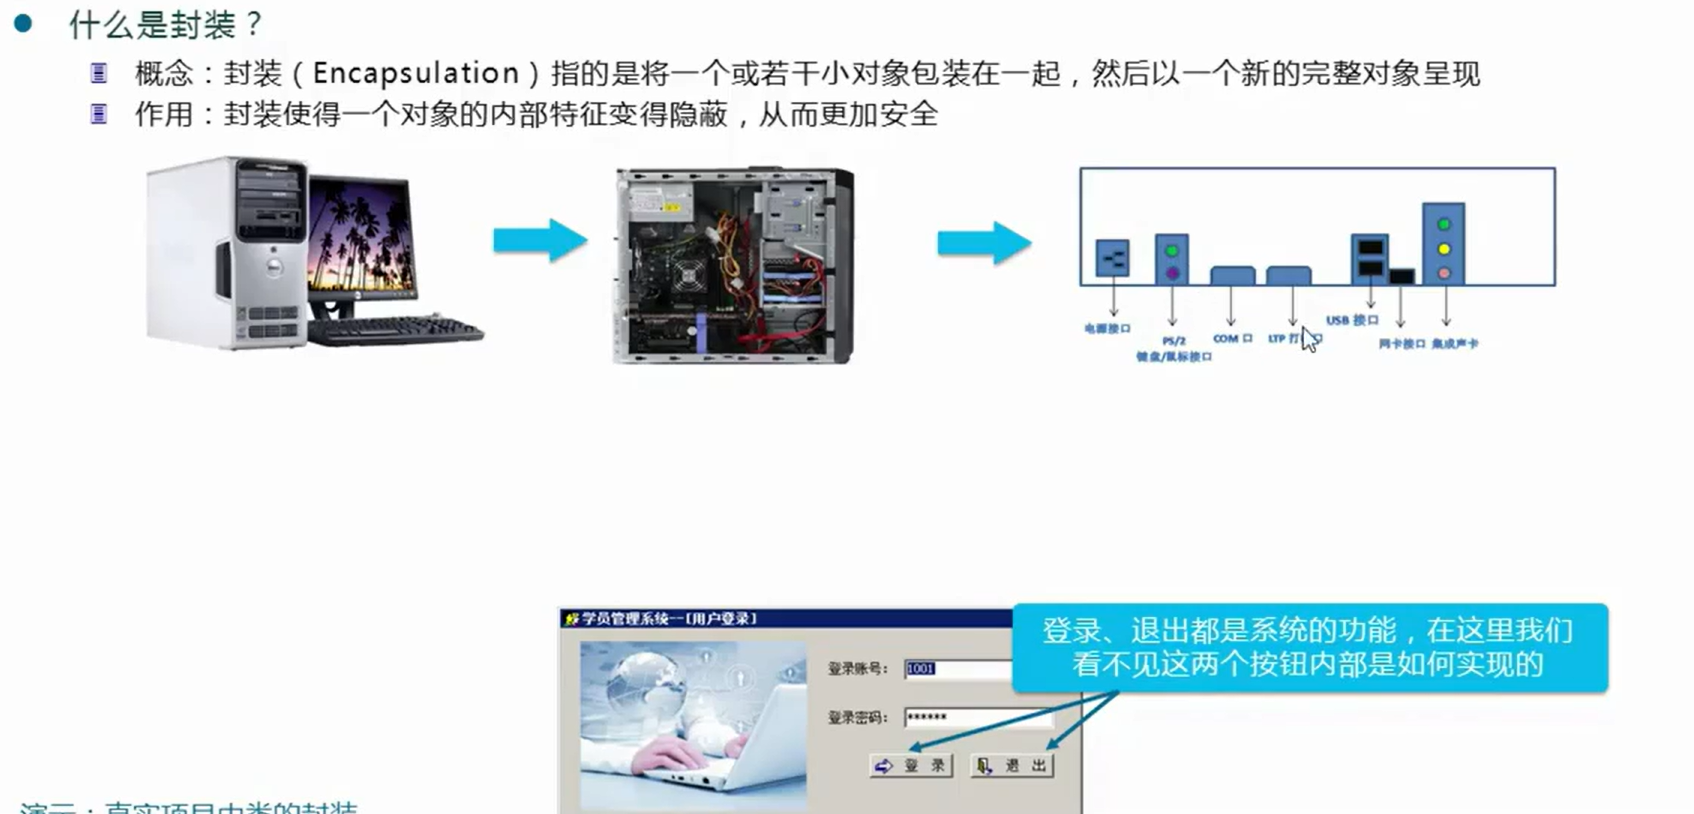 什么是封装？
概念：封装（Encapsulation）指的是将一个或若干小对象包装在一起，然后以一个新的完整对象呈现
作用：封装使得一个对象的内部特征变得隐蔽，从而更加安全
电源接口
PS/2
键盘/鼠标接口
COM 口
LTP 打 口
USB 接口
网卡接口
集成声卡
学员管理系统--[用户登录]
登录、退出都是系统的功能，在这里我们
看不见这两个按钮内部是如何实现的
登录账号：
1001
登录密码：
******
登 录
退 出
演示：真实项目中类的封装